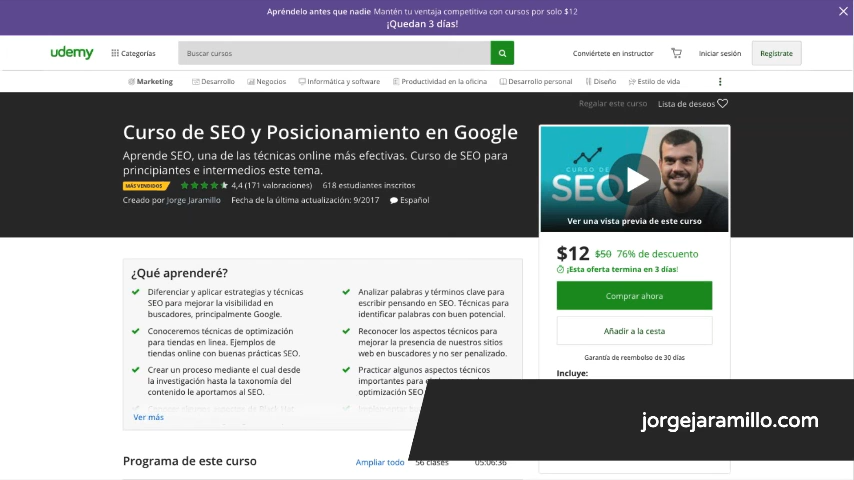 Apréndelo antes que nadie Mantén tu ventaja competitiva con cursos por solo $12
¡Quedan 3 días!
udemy
Categorías
Buscar cursos
Conviértete en instructor
Iniciar sesión
Regístrate
Marketing
Desarrollo
Negocios
Informática y software
Productividad en la oficina
Desarrollo personal
Diseño
Estilo de vida
Regalar este curso
Lista de deseos
Curso de SEO y Posicionamiento en Google
Aprende SEO, una de las técnicas online más efectivas. Curso de SEO para
principiantes e intermedios este tema.
MÁS VENDIDOS
4,4 (171 valoraciones)
618 estudiantes inscritos
Creado por Jorge Jaramillo
Fecha de la última actualización: 9/2017
Español
CURSO DE
SEO
Ver una vista previa de este curso
$12 $50 76% de descuento
¡Esta oferta termina en 3 días!
Comprar ahora
Añadir a la cesta
Garantía de reembolso de 30 días
Incluye:
¿Qué aprenderé?
Diferenciar y aplicar estrategias y técnicas
SEO para mejorar la visibilidad en
buscadores, principalmente Google.
Conoceremos técnicas de optimización
para tiendas en linea. Ejemplos de
tiendas online con buenas prácticas SEO.
Crear un proceso mediante el cual desde
la investigación hasta la taxonomía del
contenido le aportamos al SEO.
Analizar palabras y términos clave para
escribir pensando en SEO. Técnicas para
identificar palabras con buen potencial.
Reconocer los aspectos técnicos para
mejorar la presencia de nuestros sitios
web en buscadores y no ser penalizado.
Practicar algunos aspectos técnicos
importantes para
optimización SEO
Ver más
Programa de este curso
Ampliar todo
56 clases
05:06:36
jorgejaramillo.com